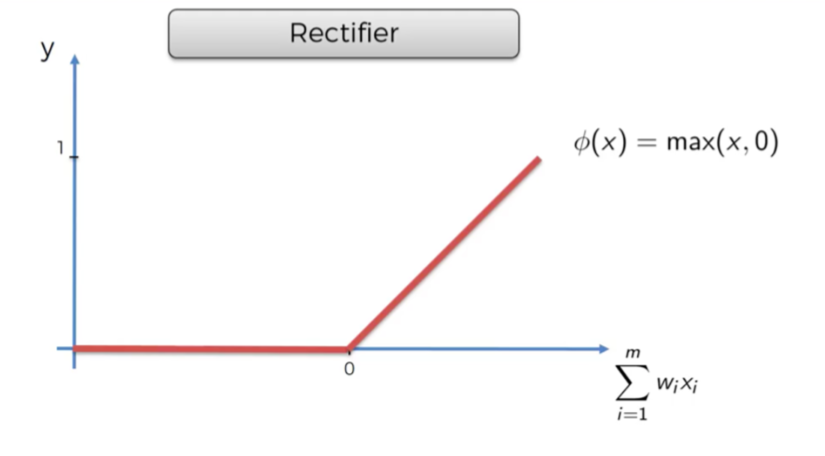 Rectifier
y
1
ϕ(x) = max(x, 0)
0
m
∑ wᵢxᵢ
i=1